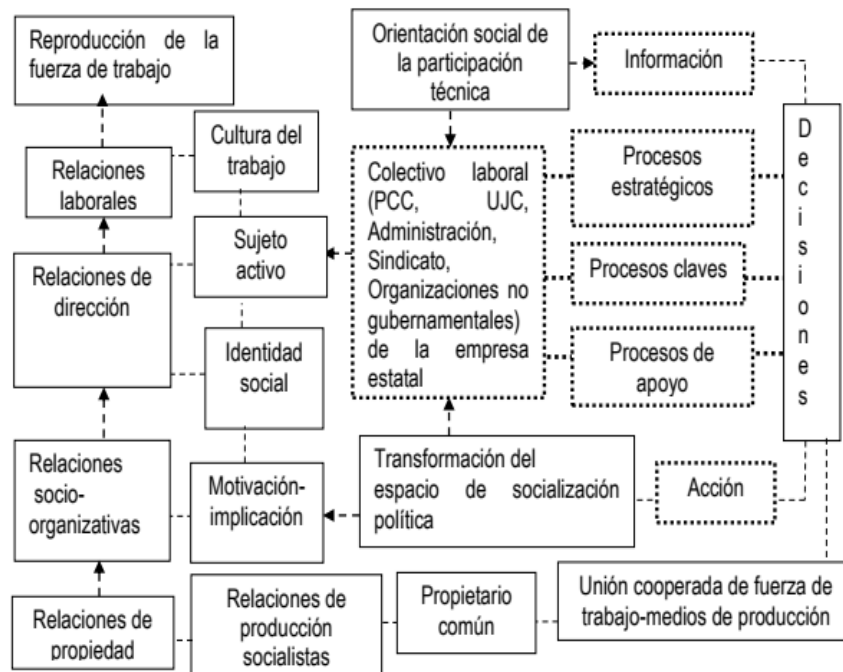 Reproducción de la
fuerza de trabajo
Orientación social de
la participación
técnica
Información
Cultura del
trabajo
Relaciones
laborales
Colectivo laboral
(PCC, UJC,
Administración,
Sindicato,
Organizaciones no
gubernamentales)
de la empresa
estatal
Procesos
estratégicos
Decisiones
Sujeto
activo
Relaciones de
dirección
Procesos claves
Identidad
social
Procesos de
apoyo
Relaciones
socio-
organizativas
Motivación-
implicación
Transformación del
espacio de socialización
política
Acción
Relaciones de
propiedad
Relaciones de
producción
socialistas
Propietario
común
Unión cooperada de fuerza de
trabajo-medios de producción